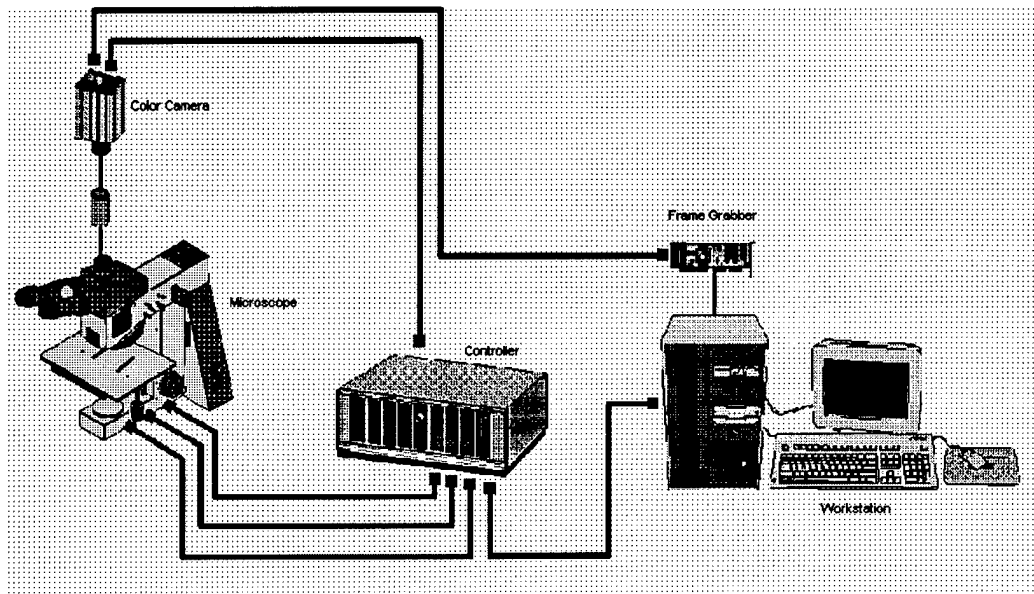 Color Camera
Frame Grabber
Microscope
Controller
Workstation